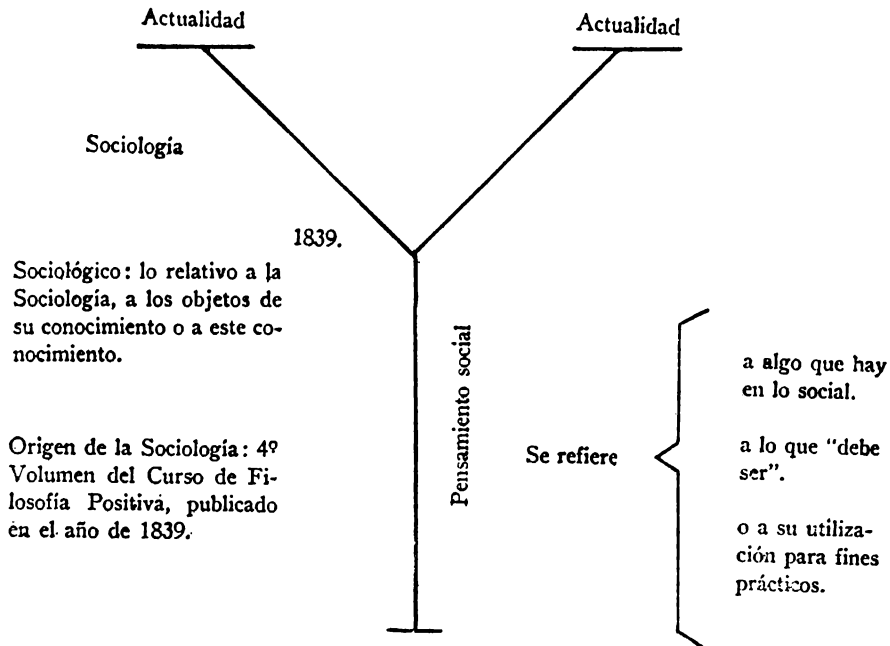 Actualidad
Actualidad
Sociología
1839.
Sociológico: lo relativo a la
Sociología, a los objetos de
su conocimiento o a este co-
nocimiento.
Origen de la Sociología: 4º
Volumen del Curso de Fi-
losofía Positiva, publicado
en el año de 1839.
Pensamiento social
Se refiere
a algo que hay
en lo social.
a lo que "debe
ser".
o a su utiliza-
ción para fines
prácticos.